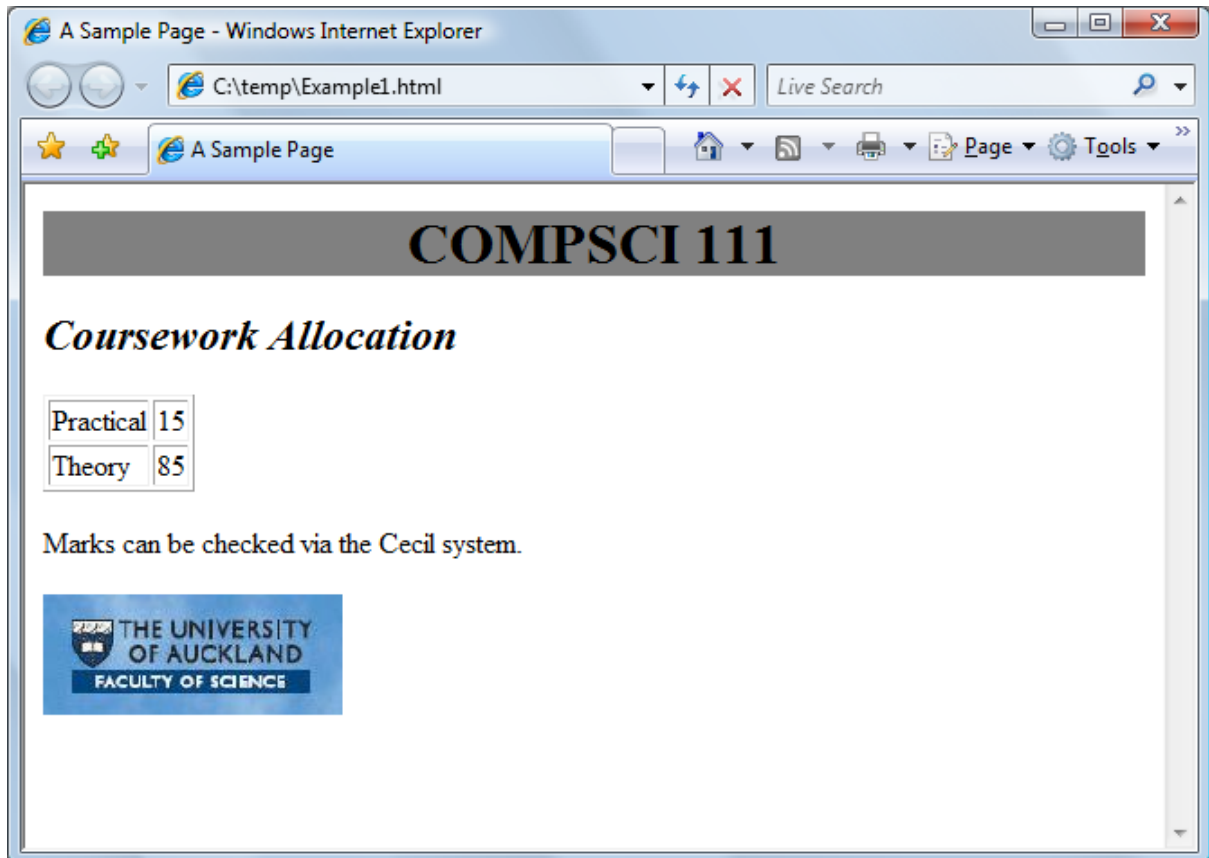 A Sample Page - Windows Internet Explorer
C:\temp\Example1.html Live Search
A Sample Page Page Tools
COMPSCI 111
Coursework Allocation
Practical 15
Theory 85
Marks can be checked via the Cecil system.
THE UNIVERSITY
OF AUCKLAND
FACULTY OF SCIENCE